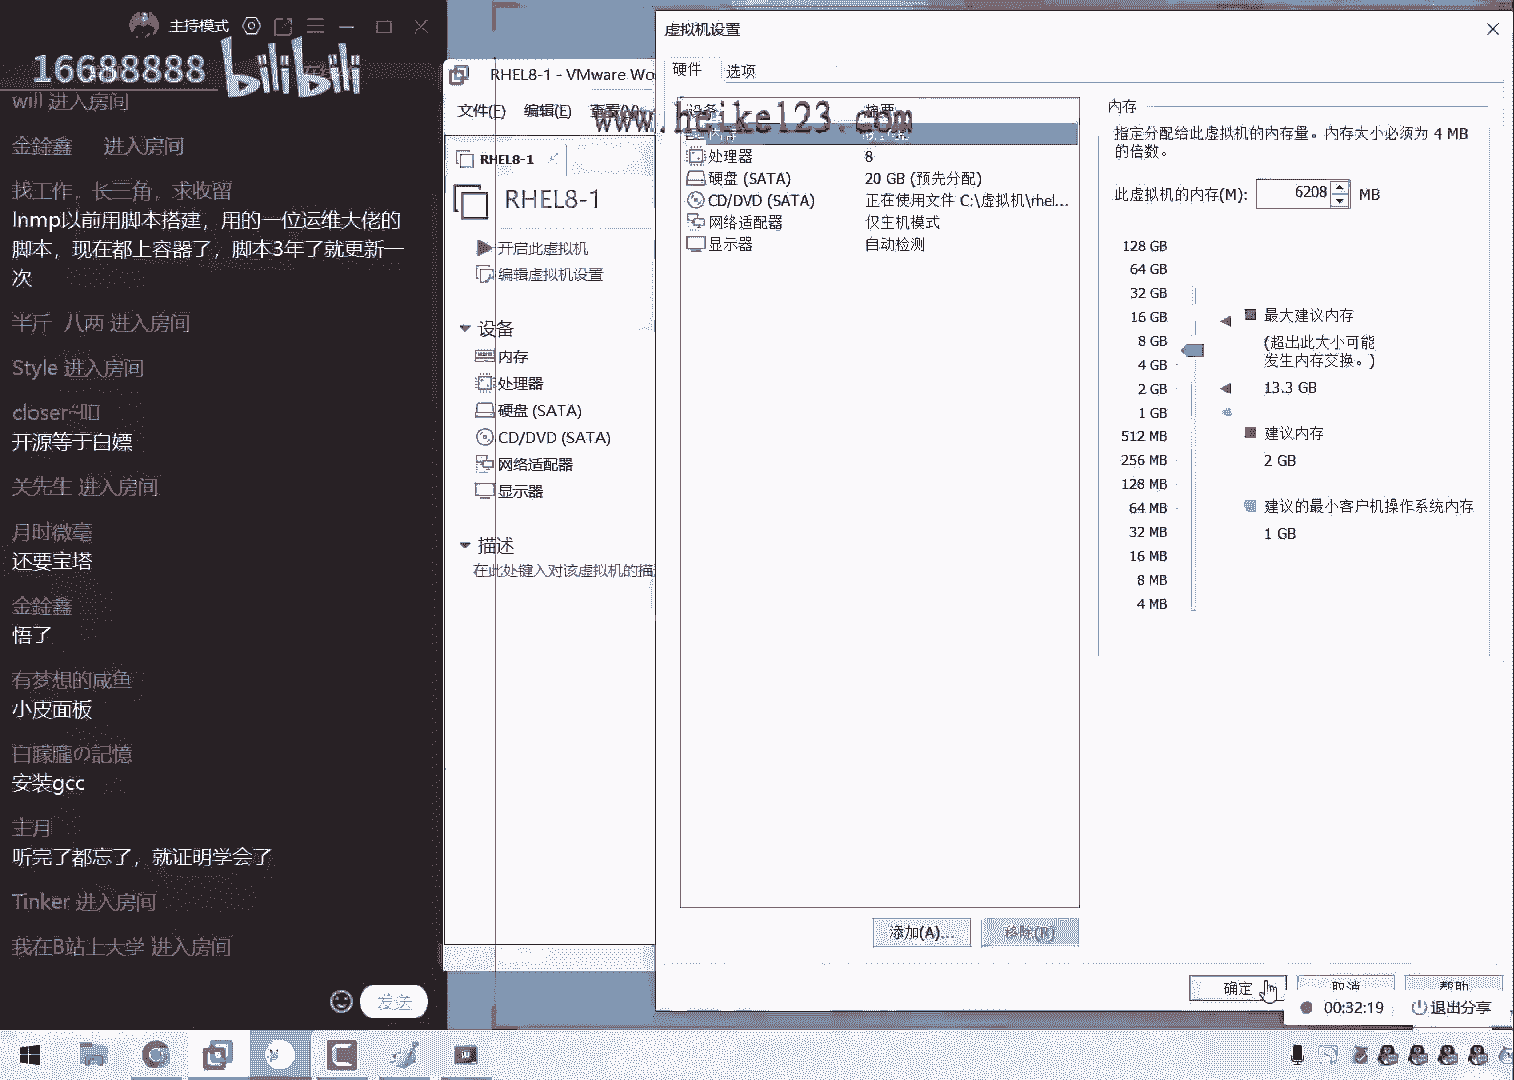 主持模式
16688888
bilibili
will 进入房间
金鍂鑫 进入房间
找工作，长三角，求收留
lnmp以前用脚本搭建，用的一位运维大佬的
脚本，现在都上容器了，脚本3年了就更新一
次
半斤 八两 进入房间
Style 进入房间
开源等于白嫖
关先生 进入房间
月时微毫
还要宝塔
金鍂鑫
悟了
有梦想的咸鱼
小皮面板
白朦朧の記憶
安装gcc
主月
听完了都忘了，就证明学会了
Tinker 进入房间
我在B站上大学 进入房间
发送
RHEL8-1 - VMware Wo
文件(F) 编辑(E) 查看(V)
www.heike123.com
RHEL8-1
RHEL8-1
开启此虚拟机
编辑虚拟机设置
设备
内存
处理器
硬盘 (SATA)
CD/DVD (SATA)
网络适配器
显示器
描述
在此处键入对该虚拟机的描
虚拟机设置
硬件 选项
设备 摘要
内存
处理器 8
硬盘 (SATA) 20 GB (预先分配)
CD/DVD (SATA) 正在使用文件 C:\虚拟机\rhel...
网络适配器 仅主机模式
显示器 自动检测
添加(A)... 移除(R)
内存
指定分配给此虚拟机的内存量。内存大小必须为 4 MB
的倍数。
此虚拟机的内存(M): 6208 MB
128 GB
64 GB
32 GB
16 GB
8 GB
4 GB
2 GB
1 GB
512 MB
256 MB
128 MB
64 MB
32 MB
16 MB
8 MB
4 MB
最大建议内存
(超出此大小可能
发生内存交换。)
13.3 GB
建议内存
2 GB
建议的最小客户机操作系统内存
1 GB
确定 取消 帮助
00:32:19 退出分享